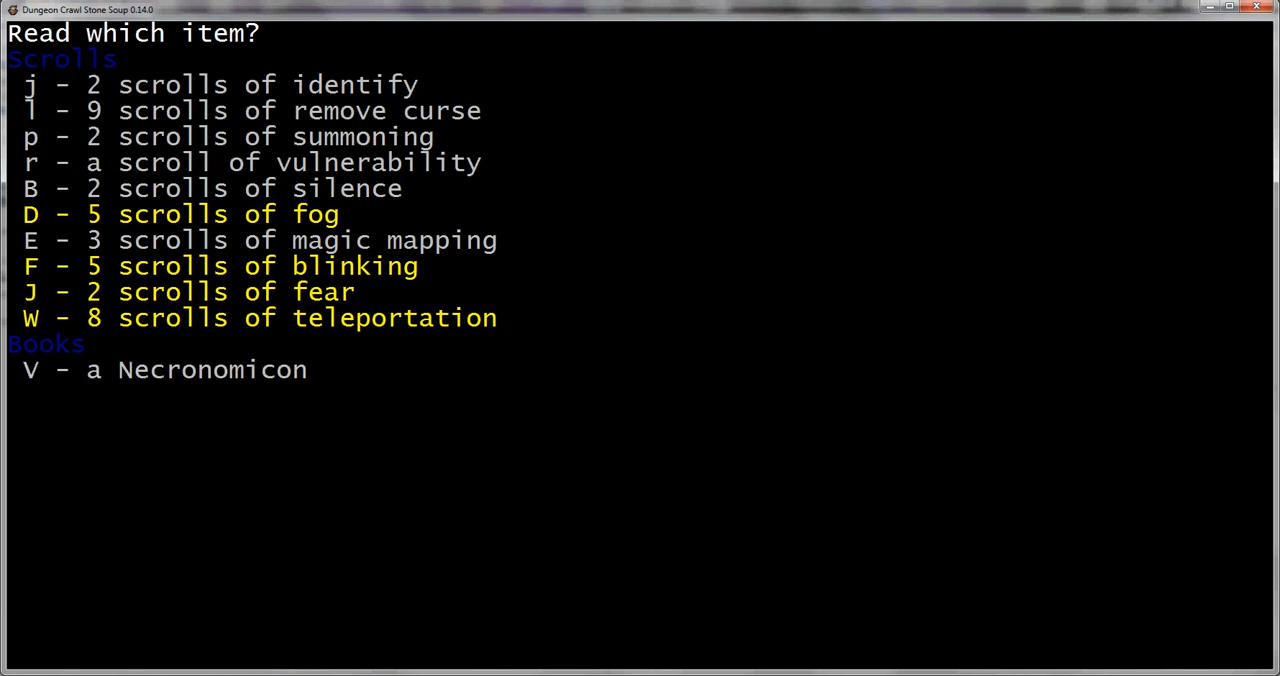 Dungeon Crawl Stone Soup 0.14.0
Read which item?
Scrolls
j - 2 scrolls of identify
l - 9 scrolls of remove curse
p - 2 scrolls of summoning
r - a scroll of vulnerability
B - 2 scrolls of silence
D - 5 scrolls of fog
E - 3 scrolls of magic mapping
F - 5 scrolls of blinking
J - 2 scrolls of fear
W - 8 scrolls of teleportation
Books
V - a Necronomicon